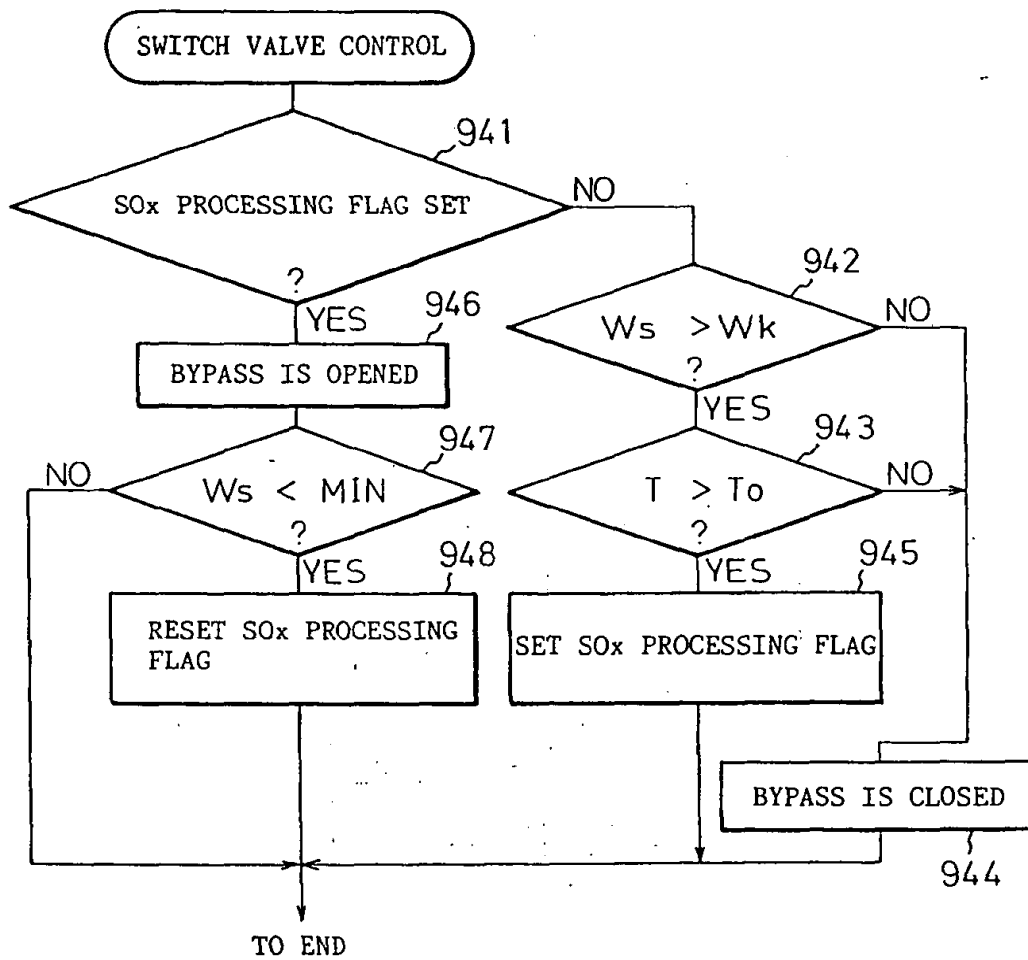 SWITCH VALVE CONTROL
941
SOx PROCESSING FLAG SET
?
NO
YES
942
Ws >Wk
?
NO
YES
946
BYPASS IS OPENED
947
NO
Ws < MIN
?
YES
943
T > To
?
NO
YES
948
RESET SOx PROCESSING
FLAG
945
SET SOx PROCESSING FLAG
BYPASS IS CLOSED
944
TO END